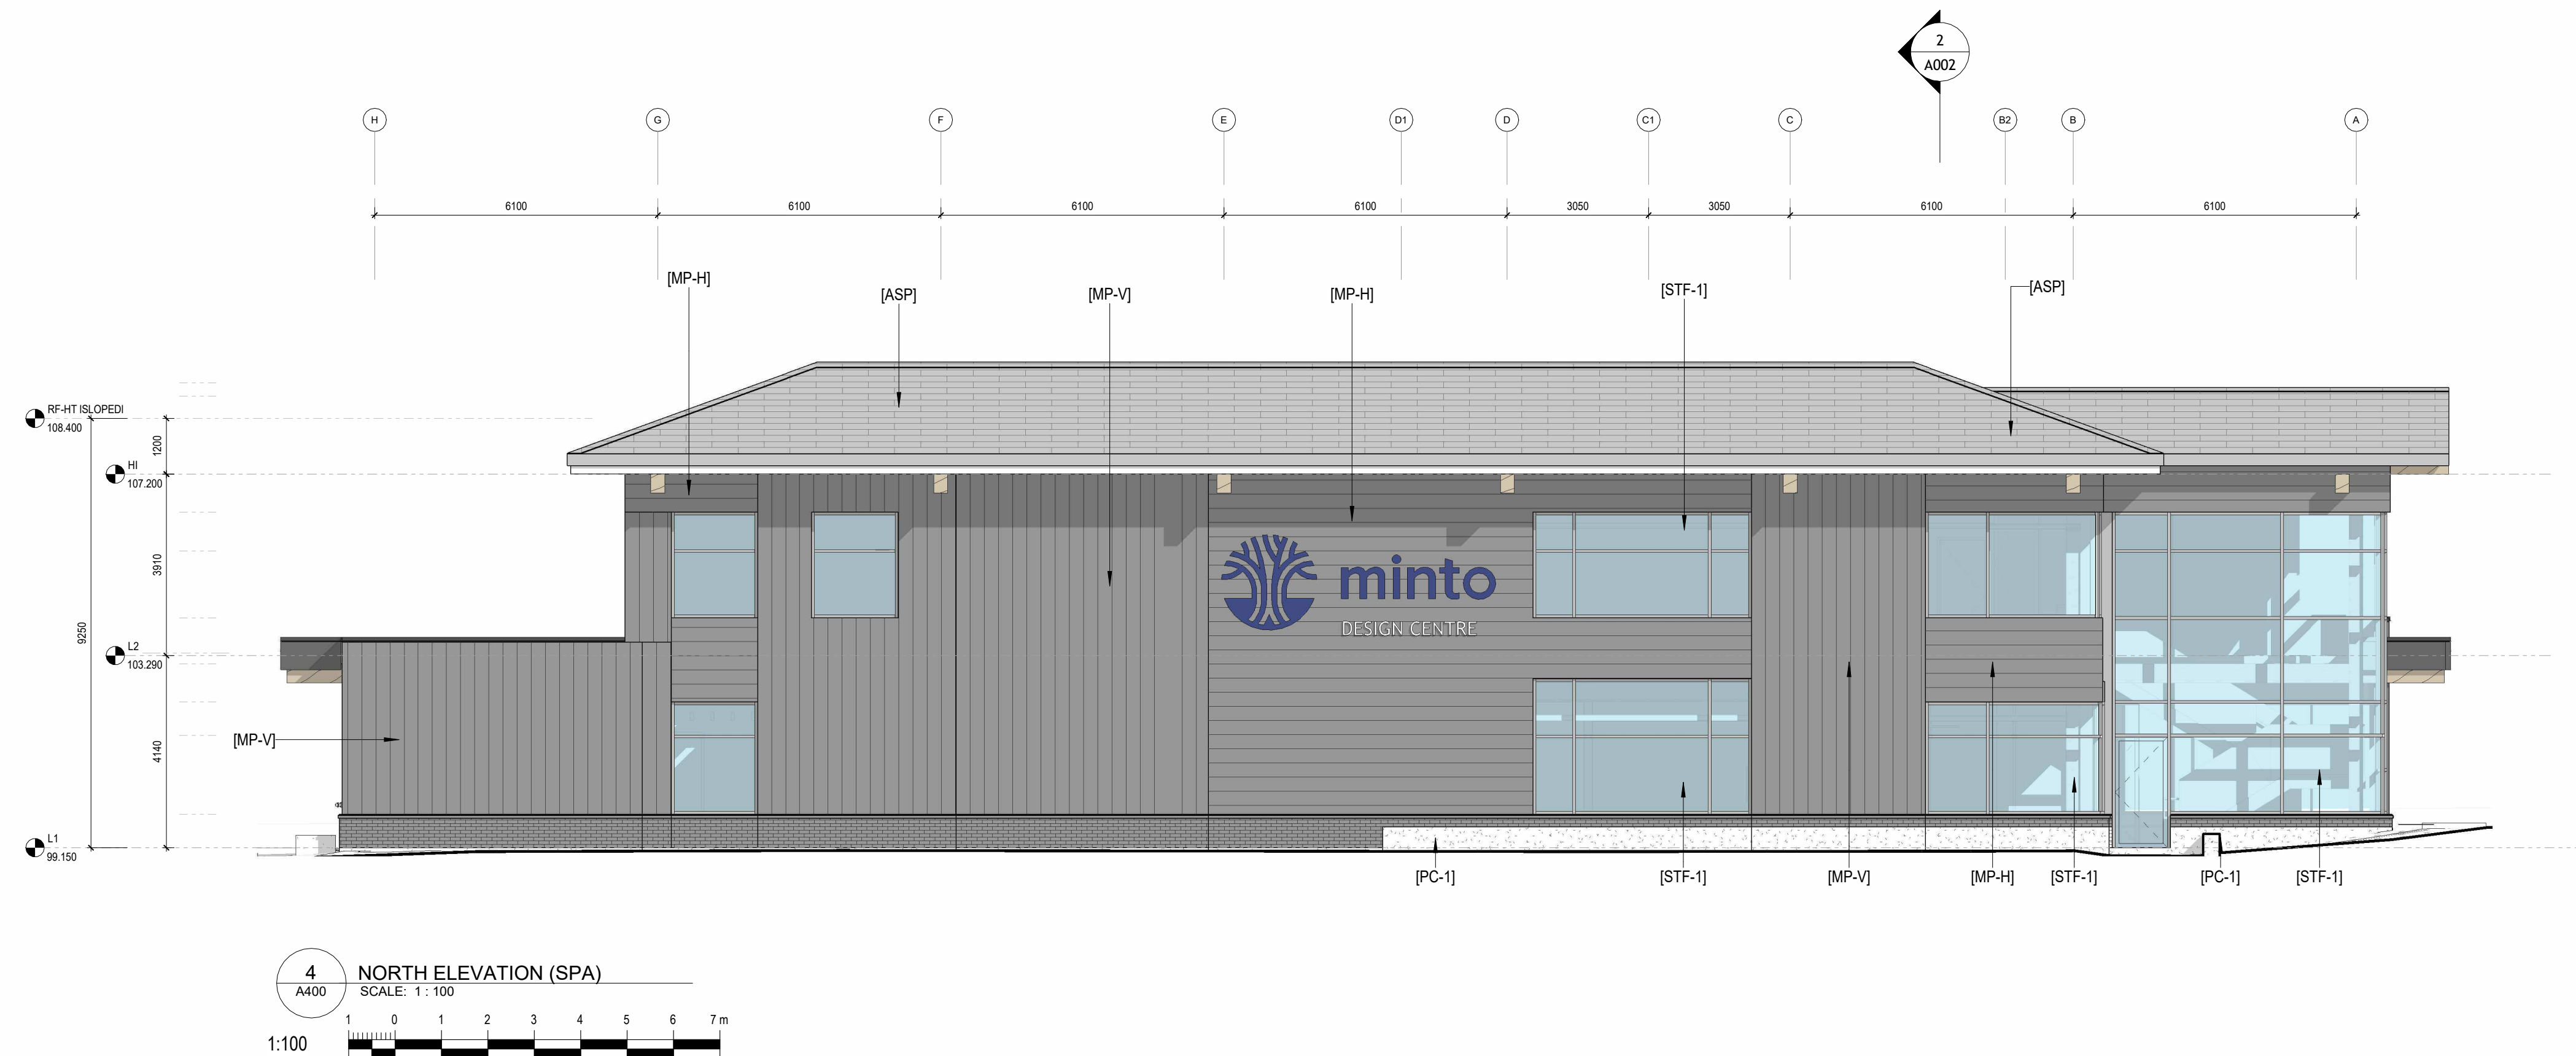 2
A002
H G F E D1 D C1 C B2 B A
6100 6100 6100 6100 3050 3050 6100 6100
[MP-H] [ASP] [MP-V] [MP-H] [STF-1] [ASP]
RF-HT ISLOPEDI
108.400
1200
HI
107.200
3910
minto
DESIGN CENTRE
9250
L2
103.290
[MP-V]
4140
L1
99.150
[PC-1] [STF-1] [MP-V] [MP-H] [STF-1] [PC-1] [STF-1]
4 NORTH ELEVATION (SPA)
A400 SCALE: 1 : 100
1 0 1 2 3 4 5 6 7 m
1:100